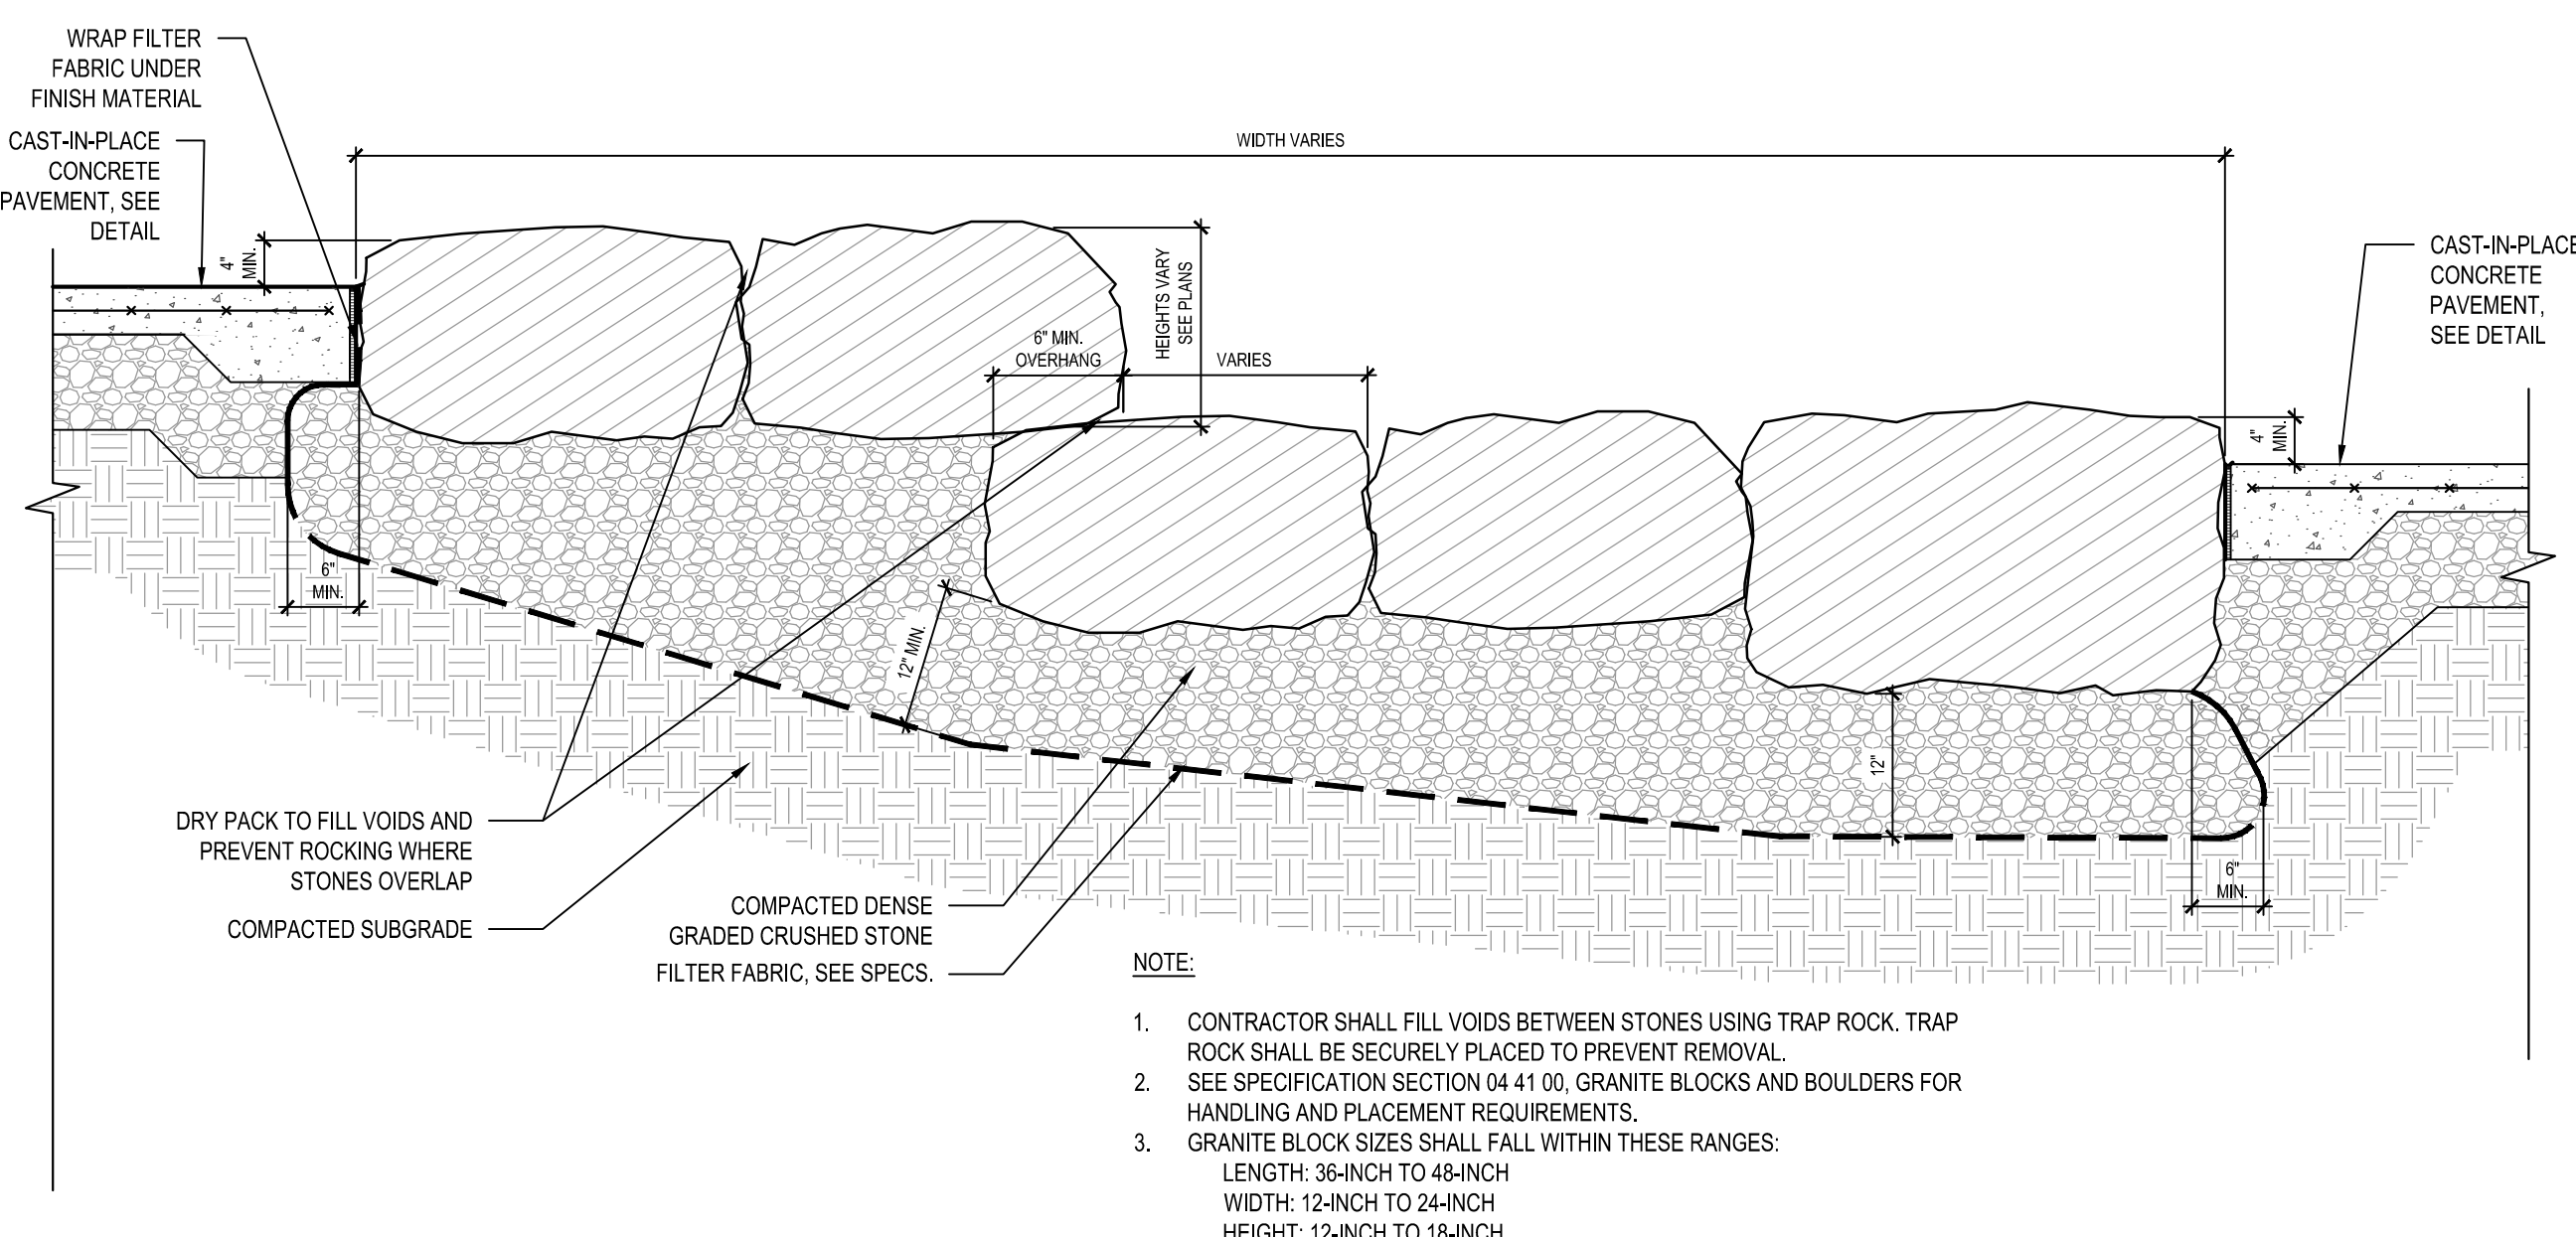 WRAP FILTER
FABRIC UNDER
FINISH MATERIAL
CAST-IN-PLACE
CONCRETE
PAVEMENT, SEE
DETAIL
WIDTH VARIES
4"
MIN.
HEIGHTS VARY
SEE PLANS
6" MIN.
OVERHANG
VARIES
CAST-IN-PLACE
CONCRETE
PAVEMENT,
SEE DETAIL
4"
MIN.
6"
MIN.
12" MIN.
12"
6"
MIN.
DRY PACK TO FILL VOIDS AND
PREVENT ROCKING WHERE
STONES OVERLAP
COMPACTED SUBGRADE
COMPACTED DENSE
GRADED CRUSHED STONE
FILTER FABRIC, SEE SPECS.
NOTE:
1. CONTRACTOR SHALL FILL VOIDS BETWEEN STONES USING TRAP ROCK. TRAP
ROCK SHALL BE SECURELY PLACED TO PREVENT REMOVAL.
2. SEE SPECIFICATION SECTION 04 41 00, GRANITE BLOCKS AND BOULDERS FOR
HANDLING AND PLACEMENT REQUIREMENTS.
3. GRANITE BLOCK SIZES SHALL FALL WITHIN THESE RANGES:
LENGTH: 36-INCH TO 48-INCH
WIDTH: 12-INCH TO 24-INCH
HEIGHT: 12-INCH TO 18-INCH